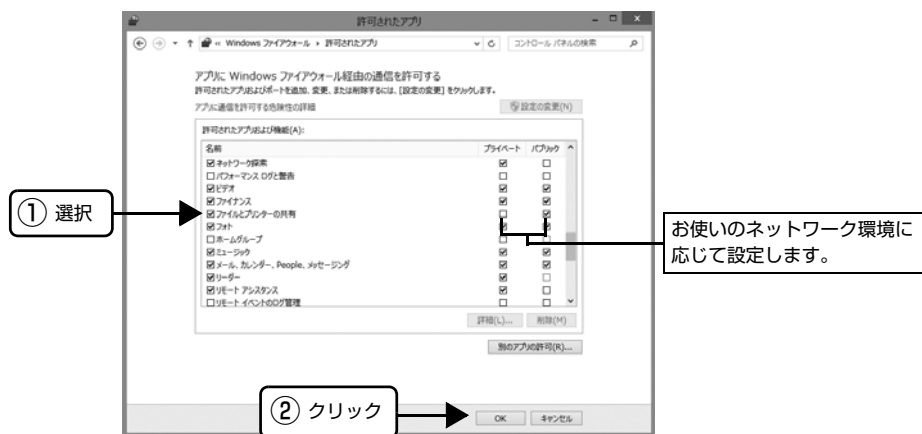 許可されたアプリ
« Windows ファイアウォール › 許可されたアプリ
コントロール パネルの検索
アプリに Windows ファイアウォール経由の通信を許可する
許可されたアプリおよびポートを追加、変更、または削除するには、[設定の変更] をクリックします。
アプリに通信を許可する危険性の詳細
設定の変更(N)
許可されたアプリおよび機能(A):
名前 プライベート パブリック
ネットワーク探索
パフォーマンス ログと警告
ビデオ
ファイナンス
ファイルとプリンターの共有
フォト
ホームグループ
ミュージック
メール、カレンダー、People、メッセージング
リーダー
リモート アシスタンス
リモート イベントのログ管理
① 選択
お使いのネットワーク環境に
応じて設定します。
詳細(L)... 削除(M)
別のアプリの許可(R)...
② クリック
OK キャンセル